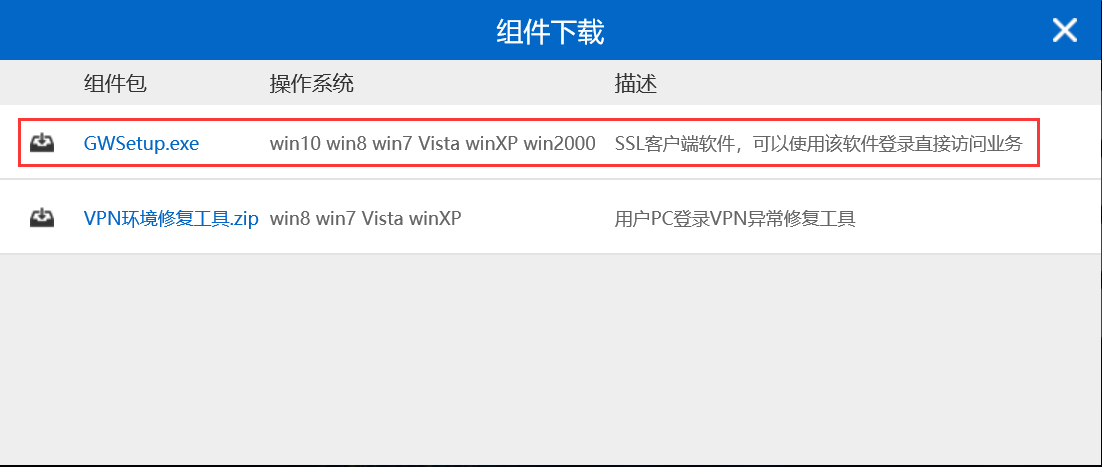 组件下载
组件包 操作系统 描述
GWSetup.exe win10 win8 win7 Vista winXP win2000 SSL客户端软件，可以使用该软件登录直接访问业务
VPN环境修复工具.zip win8 win7 Vista winXP 用户PC登录VPN异常修复工具